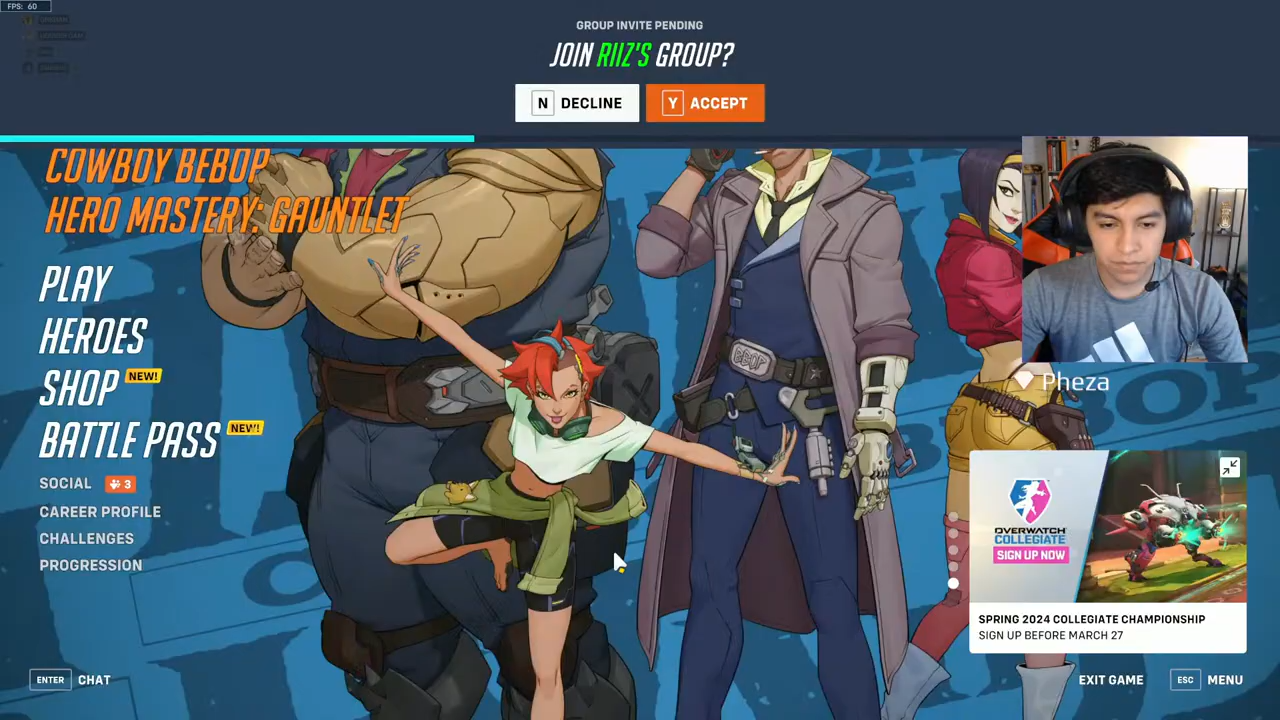 FPS: 60
GROUP INVITE PENDING
JOIN RIIZ'S GROUP?
N DECLINE
Y ACCEPT
COWBOY BEBOP
HERO MASTERY: GAUNTLET
PLAY
HEROES
SHOP NEW!
BATTLE PASS NEW!
SOCIAL 3
CAREER PROFILE
CHALLENGES
PROGRESSION
BEBOP
Pheza
OVERWATCH
COLLEGIATE
SIGN UP NOW
SPRING 2024 COLLEGIATE CHAMPIONSHIP
SIGN UP BEFORE MARCH 27
ENTER CHAT
EXIT GAME
ESC MENU